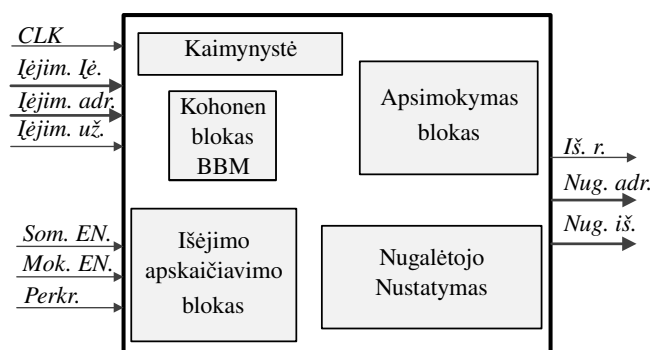 CLK
Įėjim. Įė.
Įėjim. adr.
Įėjim. už.
Som. EN.
Mok. EN.
Perkr.
Kaimynystė
Kohonen
blokas
BBM
Apsimokymas
blokas
Išėjimo
apskaičiavimo
blokas
Nugalėtojo
Nustatymas
Iš. r.
Nug. adr.
Nug. iš.